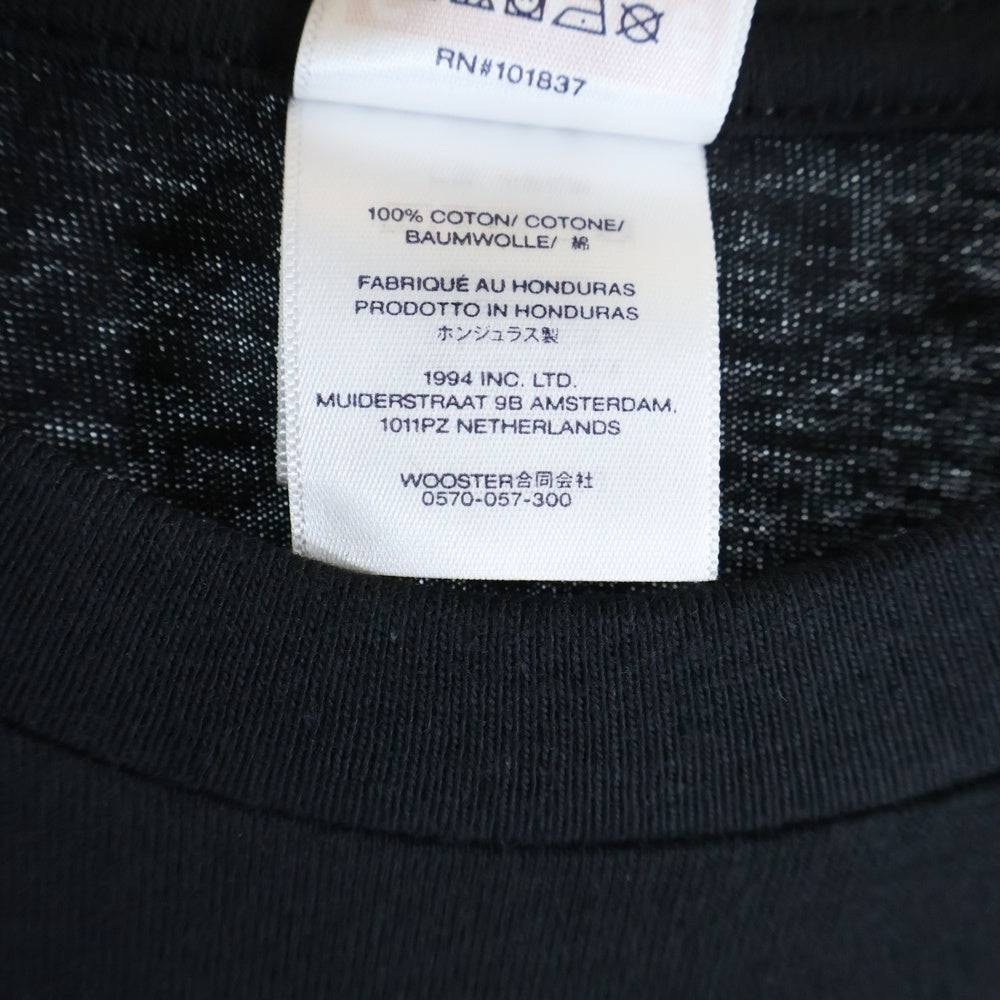 RN#101837
100% COTON/ COTONE/
BAUMWOLLE/ 綿
FABRIQUÉ AU HONDURAS
PRODOTTO IN HONDURAS
ホンジュラス製
1994 INC. LTD.
MUIDERSTRAAT 9B AMSTERDAM,
1011PZ NETHERLANDS
WOOSTER合同会社
0570-057-300